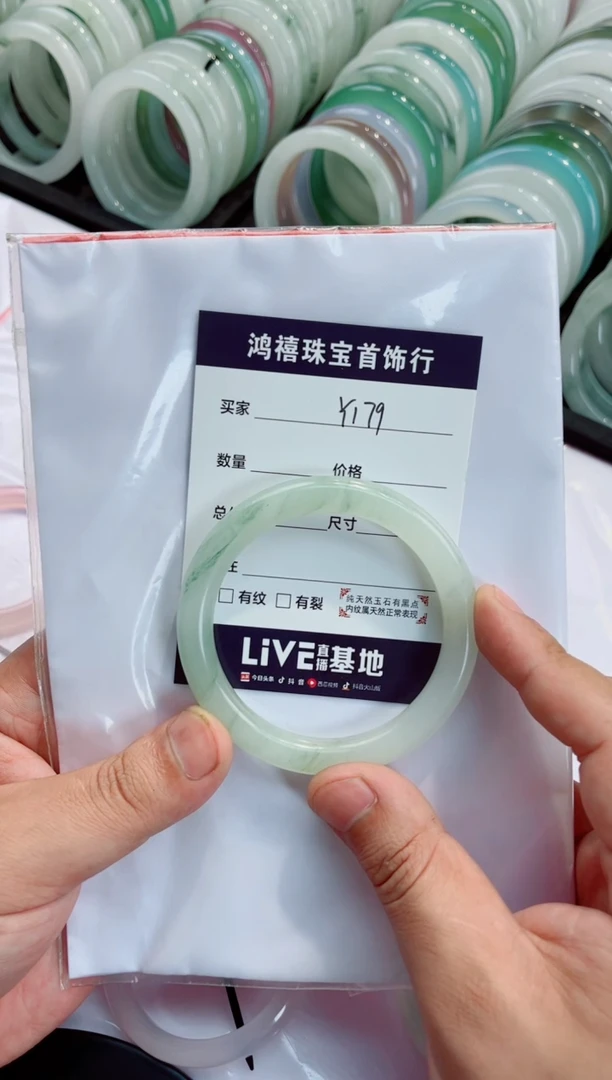 鸿禧珠宝首饰行
买家 ¥179
数量 价格
尺寸
有纹 有裂
纯天然玉石有黑点
内纹属天然正常表现
LiVE直播基地
今日头条 抖音 西瓜视频 抖音火山版